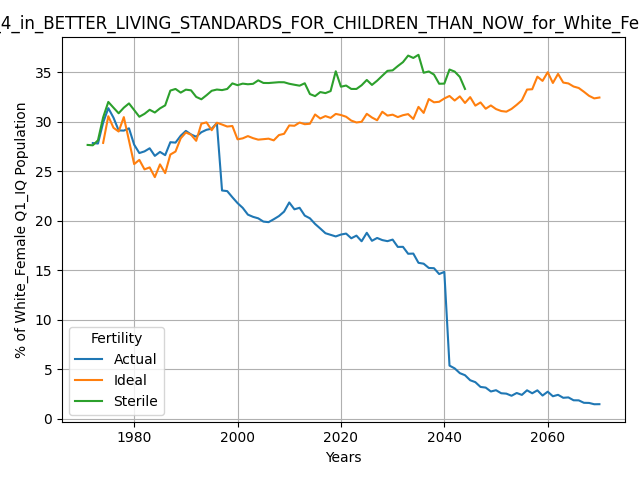 _4_in_BETTER_LIVING_STANDARDS_FOR_CHILDREN_THAN_NOW_for_White_Fe
% of White_Female Q1_IQ Population
35
30
25
20
15
10
5
0
Fertility
Actual
Ideal
Sterile
1980
2000
2020
2040
2060
Years